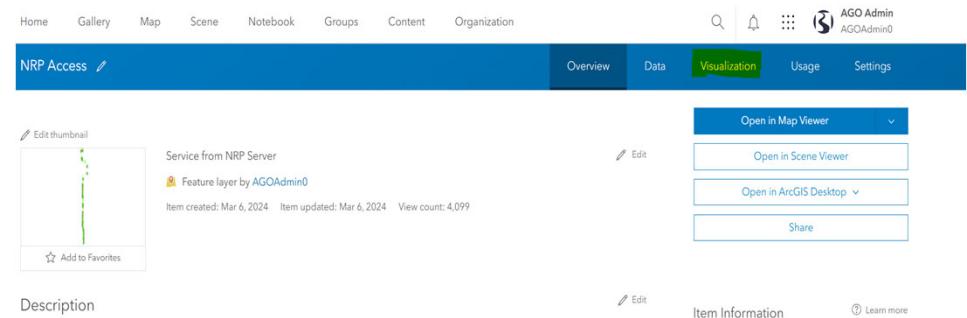 Home Gallery Map Scene Notebook Groups Content Organization
AGO Admin
AGOAdmin0
NRP Access Overview Data Visualization Usage Settings
Edit thumbnail
Open in Map Viewer
Service from NRP Server Edit
Open in Scene Viewer
Feature layer by AGOAdmin0
Open in ArcGIS Desktop
Item created: Mar 6, 2024 Item updated: Mar 6, 2024 View count: 4,099
Share
Add to Favorites
Description Edit
Item Information Learn more